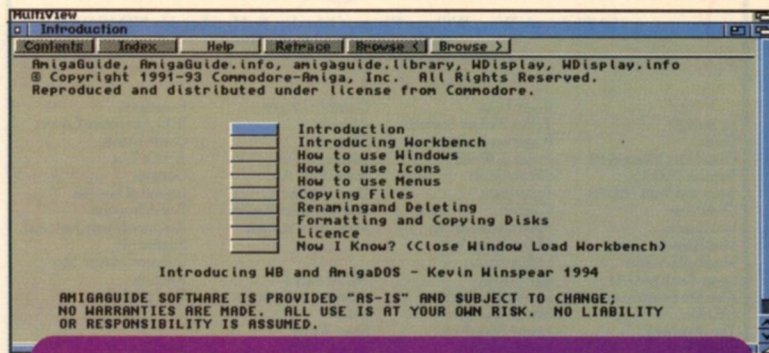 MultiView
Introduction
Contents Index Help Retrace Browse < Browse >
AmigaGuide, AmigaGuide.info, amigaguide.library, WDisplay, WDisplay.info
© Copyright 1991-93 Commodore-Amiga, Inc. All Rights Reserved.
Reproduced and distributed under license from Commodore.
Introduction
Introducing Workbench
How to use Windows
How to use Icons
How to use Menus
Copying Files
Renamingand Deleting
Formatting and Copying Disks
Licence
Now I Know? (Close Window Load Workbench)
Introducing WB and AmigaDOS - Kevin Winspear 1994
AMIGAGUIDE SOFTWARE IS PROVIDED "AS-IS" AND SUBJECT TO CHANGE;
NO WARRANTIES ARE MADE. ALL USE IS AT YOUR OWN RISK. NO LIABILITY
OR RESPONSIBILITY IS ASSUMED.